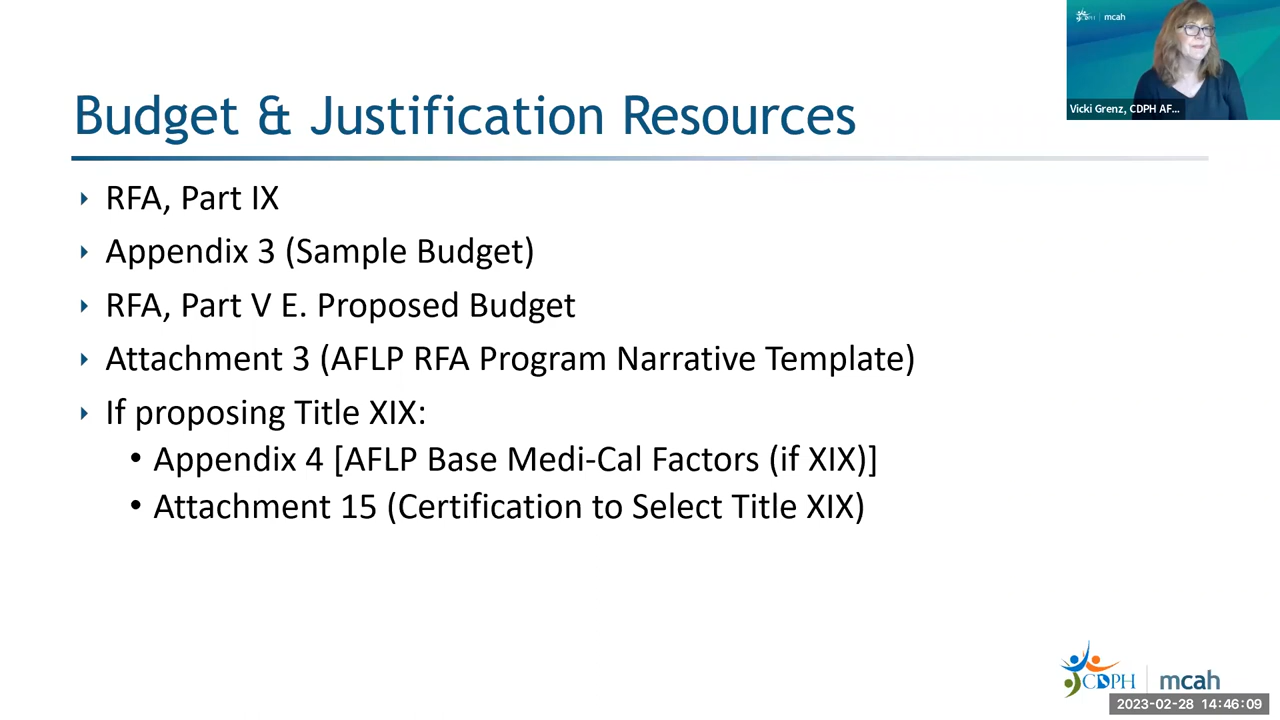 CDPH | mcah
Vicki Grenz, CDPH AF...
Budget & Justification Resources
RFA, Part IX
Appendix 3 (Sample Budget)
RFA, Part V E. Proposed Budget
Attachment 3 (AFLP RFA Program Narrative Template)
If proposing Title XIX:
• Appendix 4 [AFLP Base Medi-Cal Factors (if XIX)]
• Attachment 15 (Certification to Select Title XIX)
CDPH | mcah
2023-02-28 14:46:09